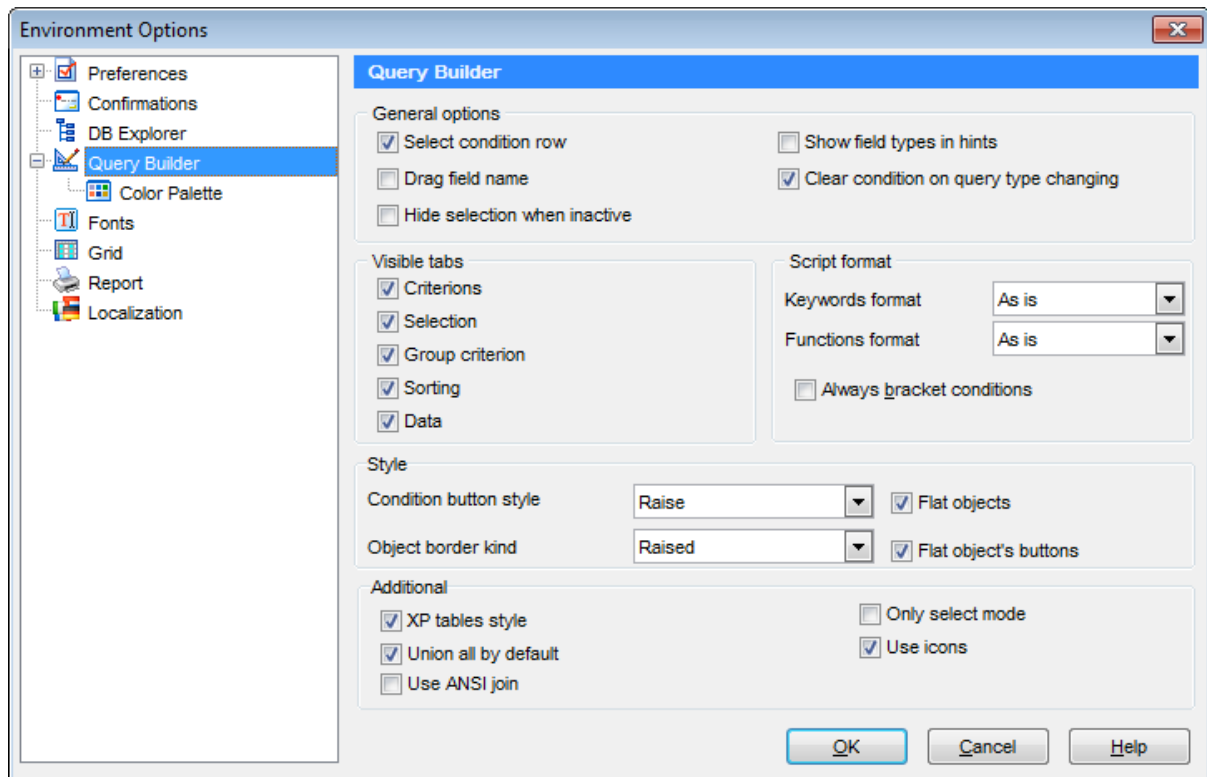 Environment Options
Preferences
Confirmations
DB Explorer
Query Builder
Color Palette
Fonts
Grid
Report
Localization
Query Builder
General options
Select condition row
Show field types in hints
Drag field name
Clear condition on query type changing
Hide selection when inactive
Visible tabs
Criterions
Selection
Group criterion
Sorting
Data
Script format
Keywords format As is
Functions format As is
Always bracket conditions
Style
Condition button style Raise Flat objects
Object border kind Raised Flat object's buttons
Additional
XP tables style
Only select mode
Union all by default
Use icons
Use ANSI join
OK Cancel Help